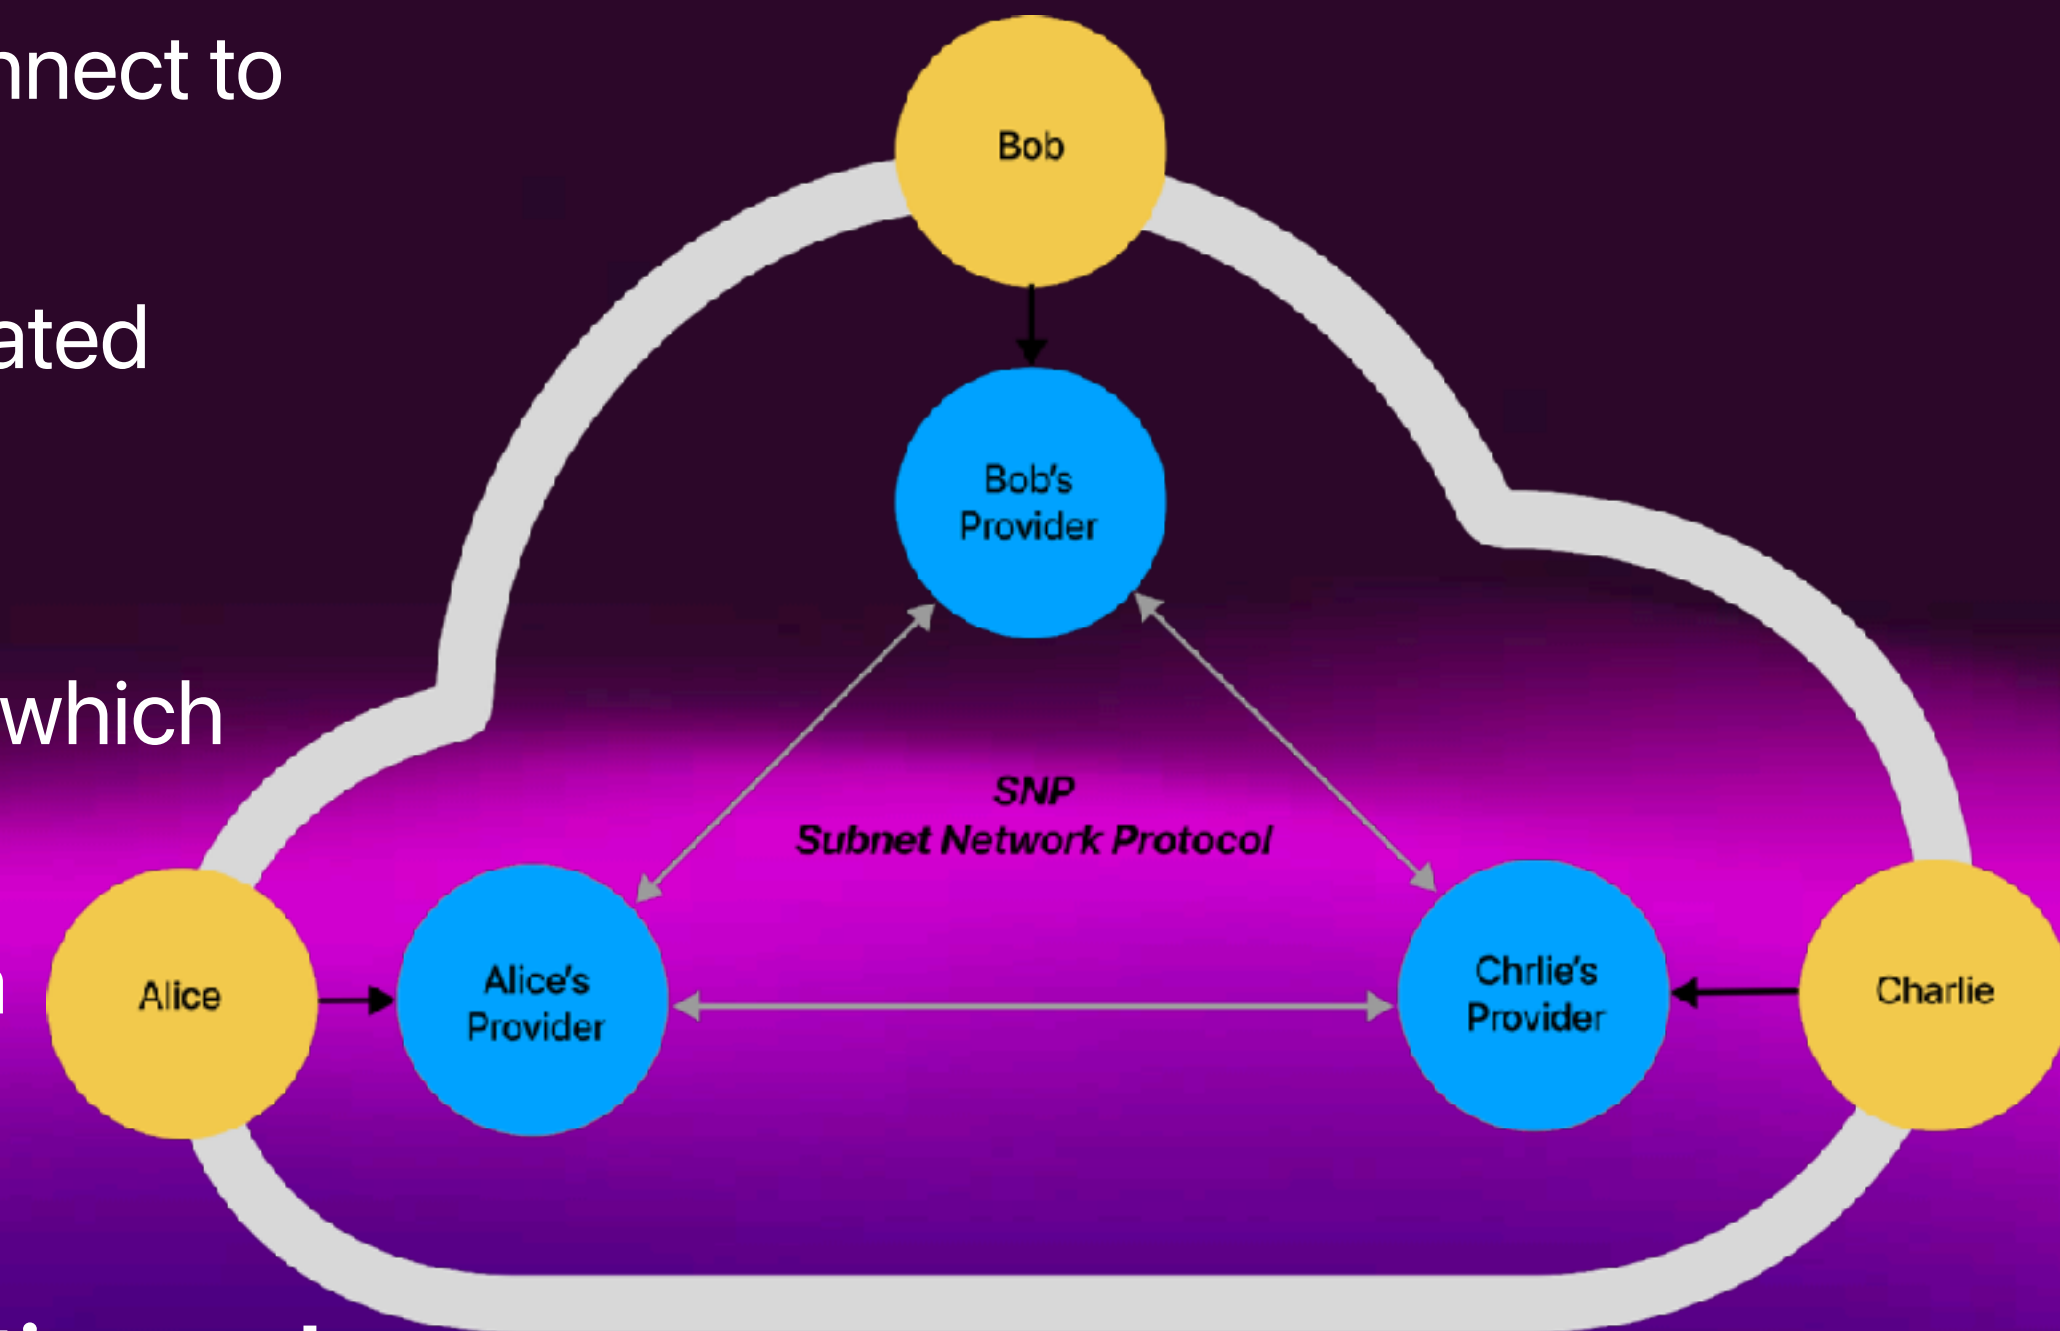 nnect to
ated
which
Bob
Bob's
Provider
SNP
Subnet Network Protocol
Alice
Alice's
Provider
Chrlie's
Provider
Charlie